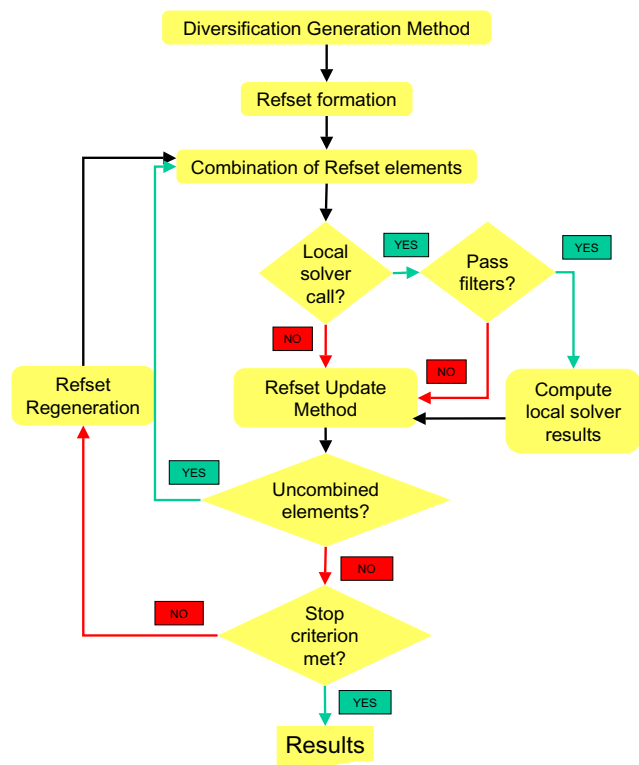 Diversification Generation Method
Refset formation
Combination of Refset elements
YES
YES
Local
solver
call?
Pass
filters?
NO
NO
Refset
Regeneration
Refset Update
Method
Compute
local solver
results
YES
Uncombined
elements?
NO
NO
Stop
criterion
met?
YES
Results